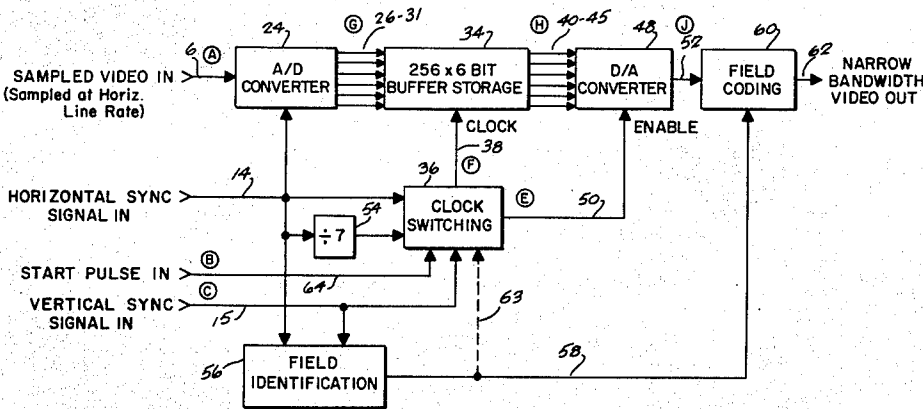 24
G
26-31
34
H
40-45
48
J
60
6
A
52
62
SAMPLED VIDEO IN
(Sampled at Horiz.
Line Rate)
A/D
CONVERTER
256 x 6 BIT
BUFFER STORAGE
D/A
CONVERTER
FIELD
CODING
NARROW
BANDWIDTH
VIDEO OUT
CLOCK
ENABLE
38
F
36
E
HORIZONTAL SYNC
SIGNAL IN
14
54
÷7
CLOCK
SWITCHING
50
START PULSE IN
B
64
VERTICAL SYNC
SIGNAL IN
C
15
63
56
FIELD
IDENTIFICATION
58